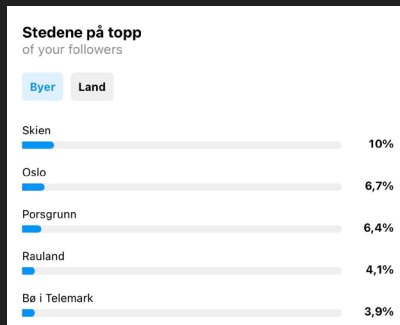 Stedene på topp
of your followers
Byer Land
Skien
10%
Oslo
6,7%
Porsgrunn
6,4%
Rauland
4,1%
Bø i Telemark
3,9%